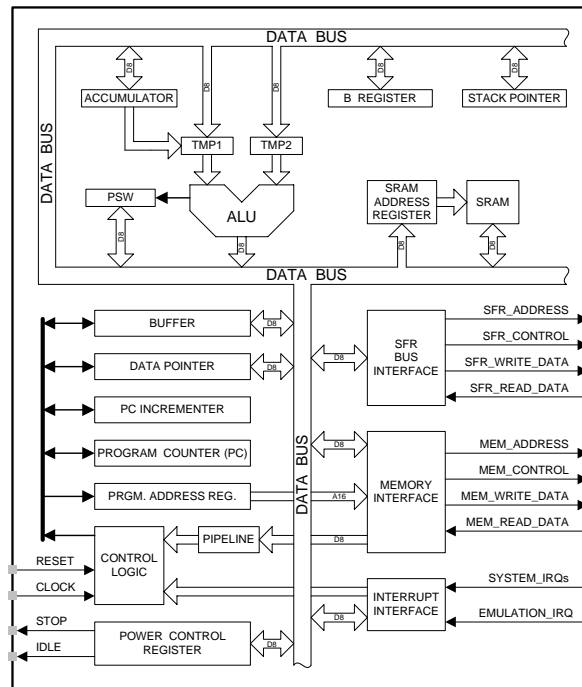 DATA BUS
D8
D8
D8
D8
D8
ACCUMULATOR
B REGISTER
STACK POINTER
DATA BUS
TMP1
TMP2
PSW
ALU
SRAM
ADDRESS
REGISTER
SRAM
D8
D8
D8
D8
DATA BUS
BUFFER
D8
DATA POINTER
D8
PC INCREMENTER
PROGRAM COUNTER (PC)
PRGM. ADDRESS REG.
A16
DATA BUS
SFR
BUS
INTERFACE
D8
SFR_ADDRESS
SFR_CONTROL
SFR_WRITE_DATA
SFR_READ_DATA
D8
MEMORY
INTERFACE
MEM_ADDRESS
MEM_CONTROL
MEM_WRITE_DATA
MEM_READ_DATA
RESET
CLOCK
CONTROL
LOGIC
PIPELINE
D8
STOP
IDLE
POWER CONTROL
REGISTER
D8
D8
INTERRUPT
INTERFACE
SYSTEM_IRQs
EMULATION_IRQ